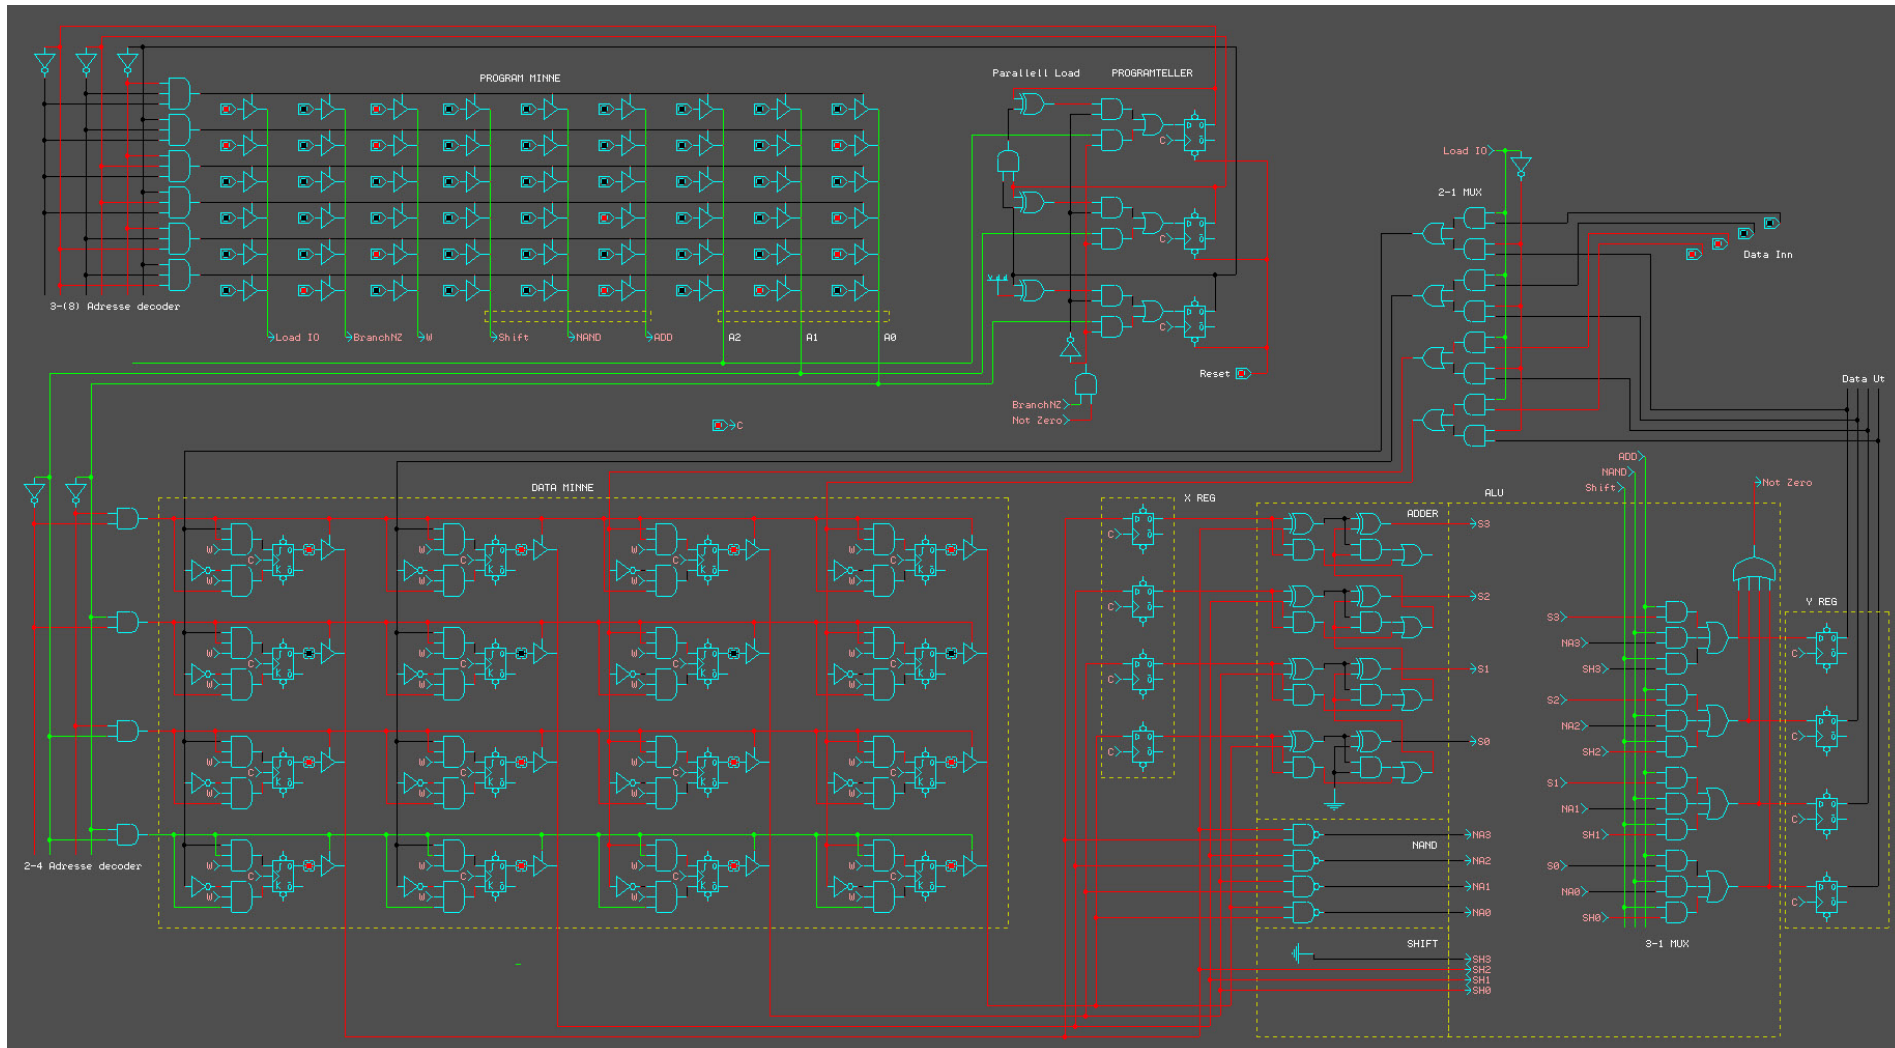 PROGRAM MINNE
Parallell Load
PROGRAMTELLER
Load IO
2-1 MUX
Data Inn
3-(8) Adresse decoder
Load IO
BranchNZ
W
Shift
NAND
ADD
A2
A1
A0
C
C
C
Reset
BranchNZ
Not Zero
C
Data Ut
ADD
NAND
Shift
Not Zero
DATA MINNE
X REG
ALU
ADDER
S3
S2
S1
S0
Y REG
S3
NA3
SH3
S2
NA2
SH2
S1
NA1
SH1
S0
NA0
SH0
3-1 MUX
2-4 Adresse decoder
NAND
NA3
NA2
NA1
NA0
SHIFT
SH3
SH2
SH1
SH0